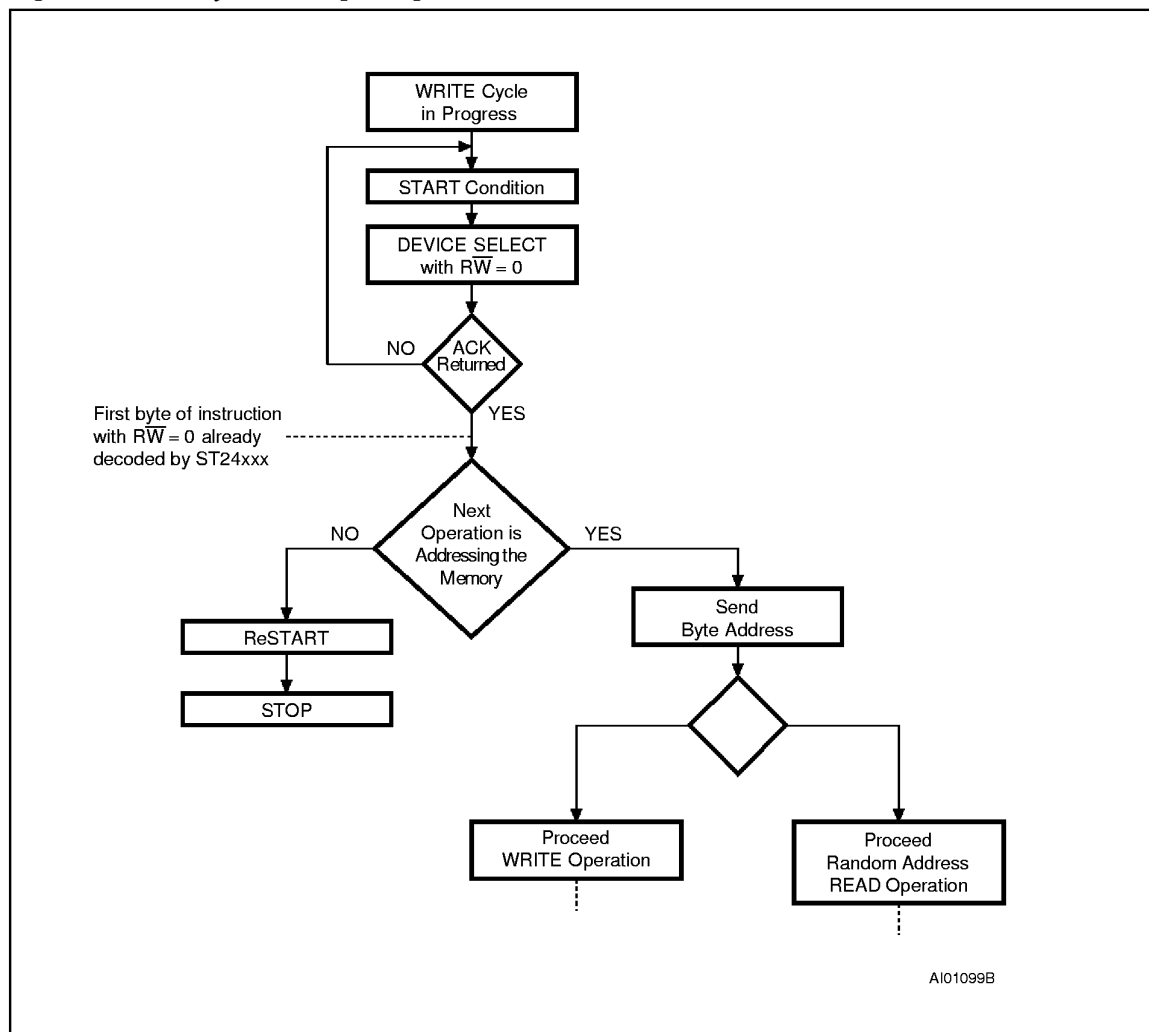 WRITE Cycle
in Progress
START Condition
DEVICE SELECT
with RW̅ = 0
NO
ACK
Returned
YES
First byte of instruction
with RW̅ = 0 already
decoded by ST24xxx
NO
Next
Operation is
Addressing the
Memory
YES
Send
Byte Address
ReSTART
STOP
Proceed
WRITE Operation
Proceed
Random Address
READ Operation
AI01099B